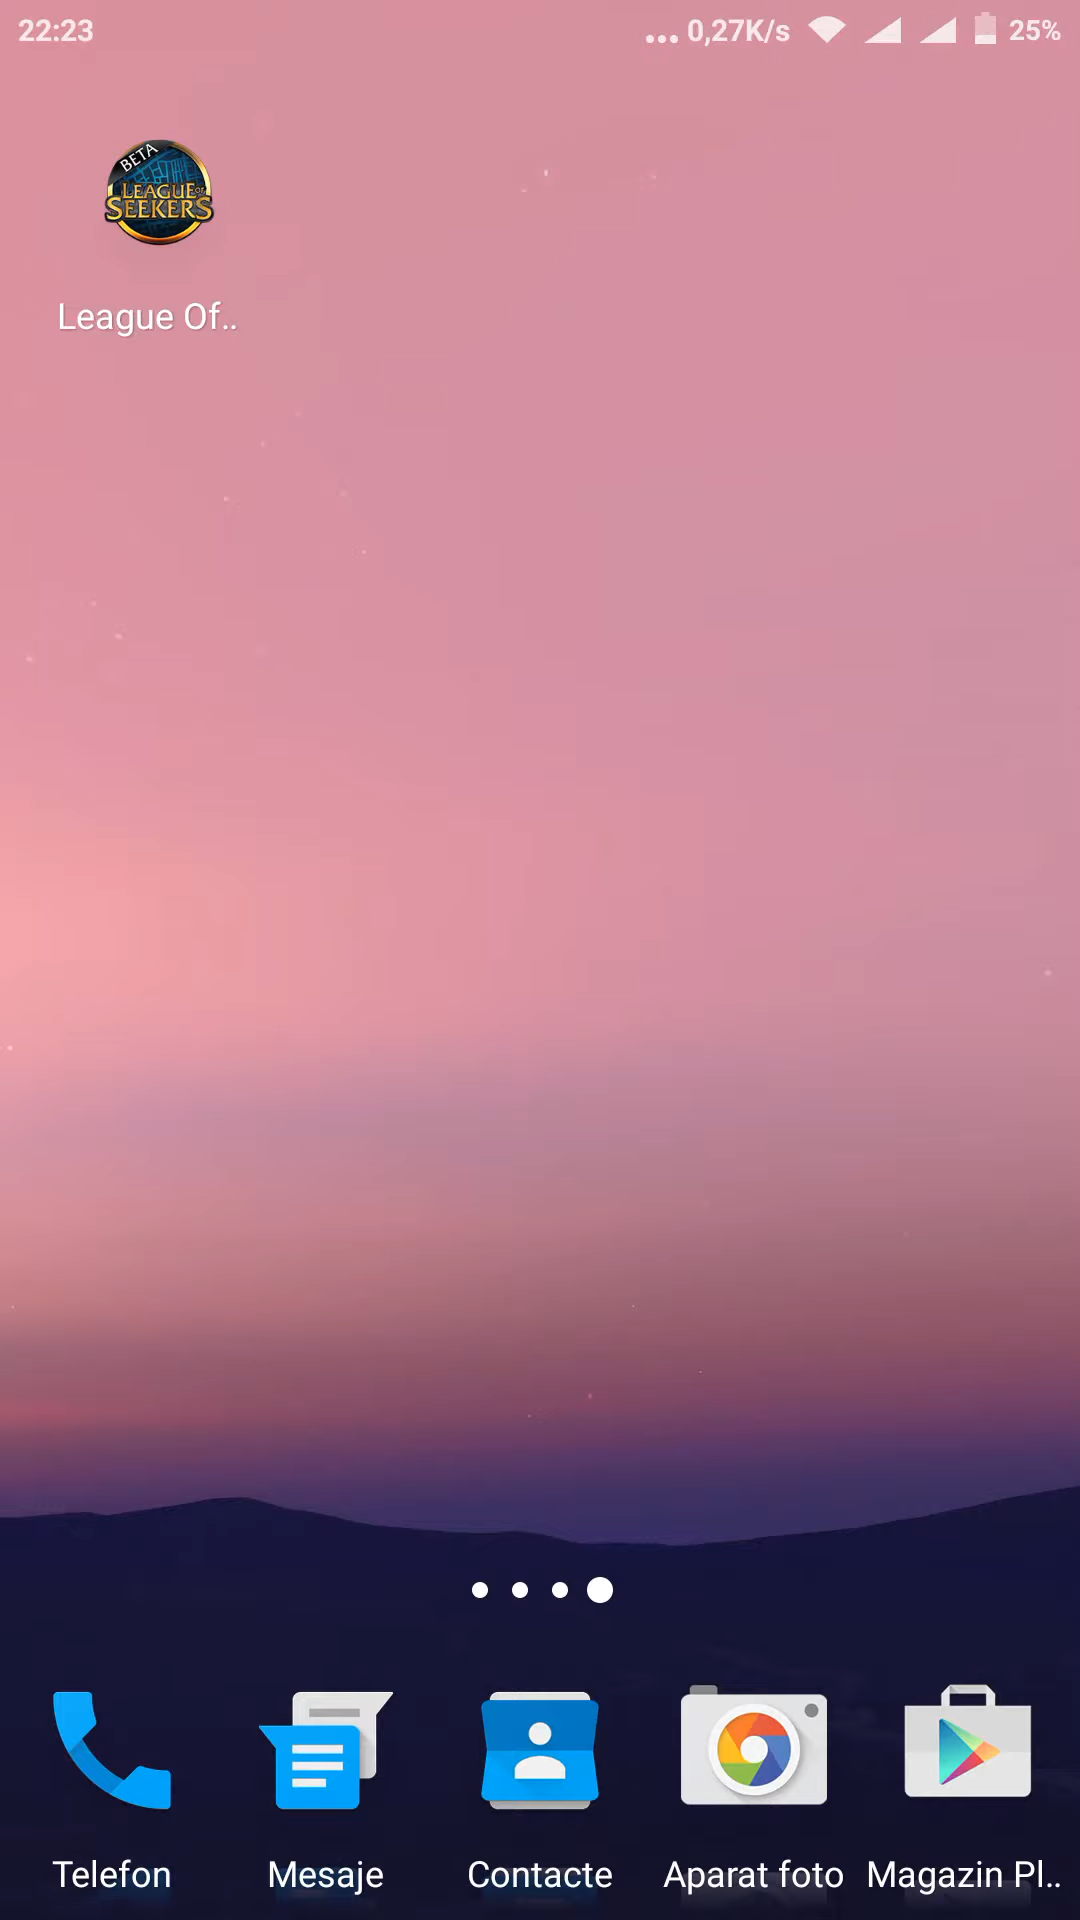 22:23
... 0,27K/s 25%
BETA
LEAGUE OF
SEEKERS
League Of..
Telefon Mesaje Contacte Aparat foto Magazin Pl..